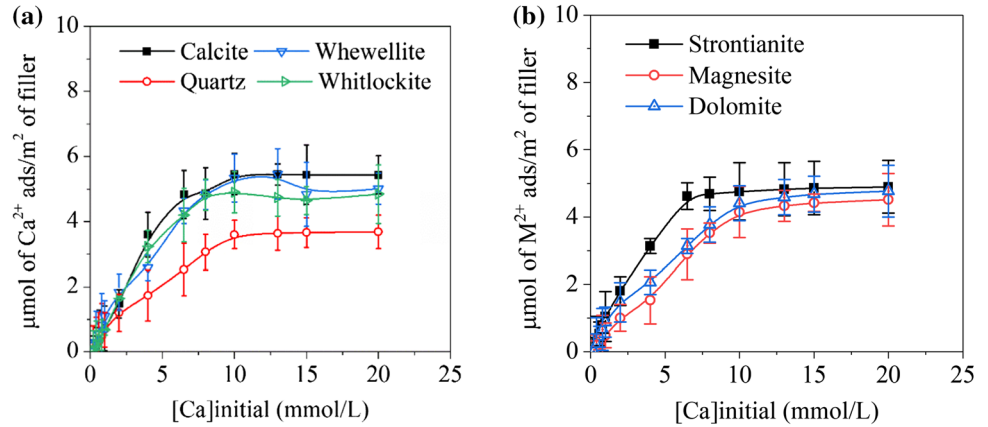 (a)
μmol of Ca²⁺ ads/m² of filler
10
8
6
4
2
0
Calcite
Whewellite
Quartz
Whitlockite
0 5 10 15 20 25
[Ca]initial (mmol/L)
(b)
μmol of M²⁺ ads/m² of filler
10
8
6
4
2
0
Strontianite
Magnesite
Dolomite
0 5 10 15 20 25
[Ca]initial (mmol/L)